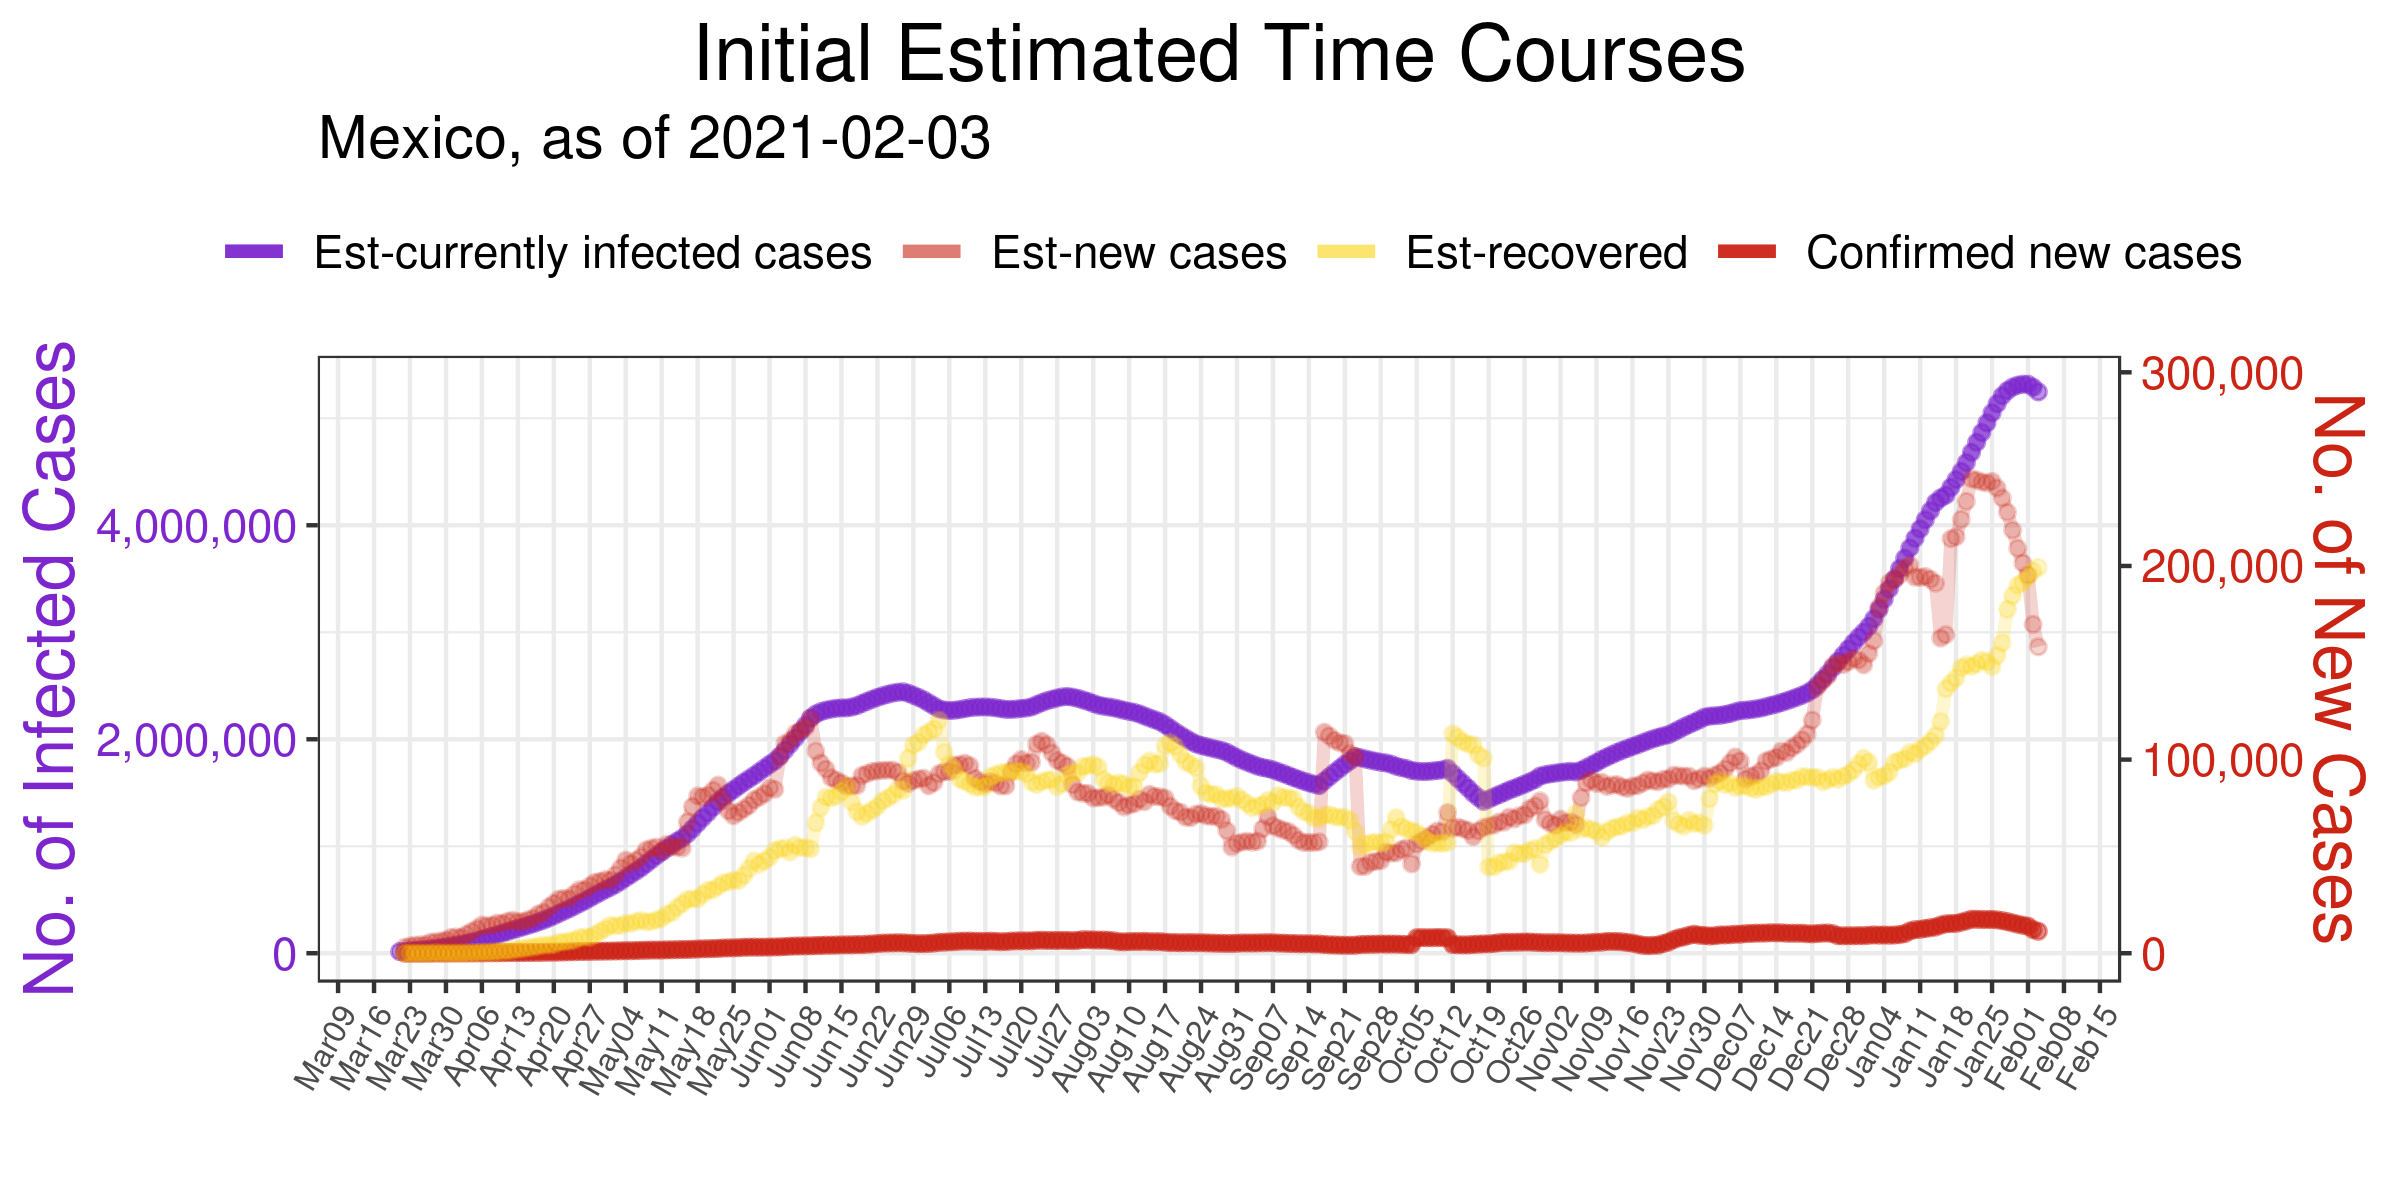 Initial Estimated Time Courses
Mexico, as of 2021-02-03
Est-currently infected cases Est-new cases Est-recovered Confirmed new cases
No. of Infected Cases
4,000,000
2,000,000
0
300,000
200,000
100,000
0
No. of New Cases
Mar09 Mar16 Mar23 Mar30 Apr06 Apr13 Apr20 Apr27 May04 May11 May18 May25 Jun01 Jun08 Jun15 Jun22 Jun29 Jul06 Jul13 Jul20 Jul27 Aug03 Aug10 Aug17 Aug24 Aug31 Sep07 Sep14 Sep21 Sep28 Oct05 Oct12 Oct19 Oct26 Nov02 Nov09 Nov16 Nov23 Nov30 Dec07 Dec14 Dec21 Dec28 Jan04 Jan11 Jan18 Jan25 Feb01 Feb08 Feb15